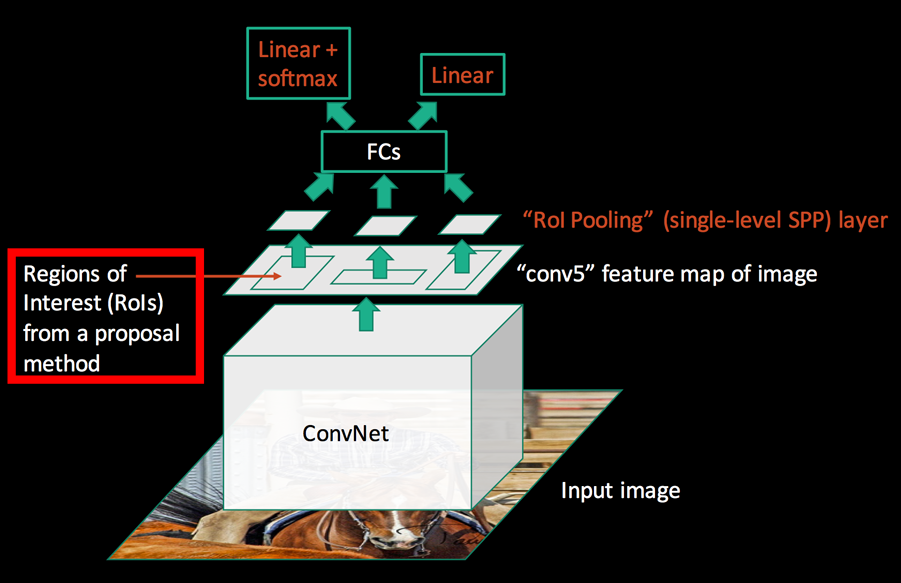 Linear +
softmax
Linear
FCs
“RoI Pooling” (single-level SPP) layer
Regions of
Interest (RoIs)
from a proposal
method
“conv5” feature map of image
ConvNet
Input image